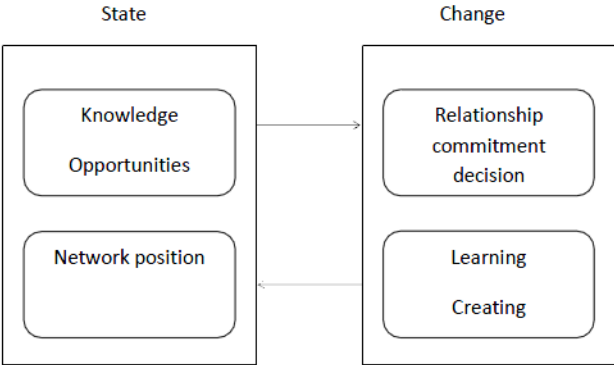 State
Change
Knowledge
Opportunities
Relationship
commitment
decision
Network position
Learning
Creating